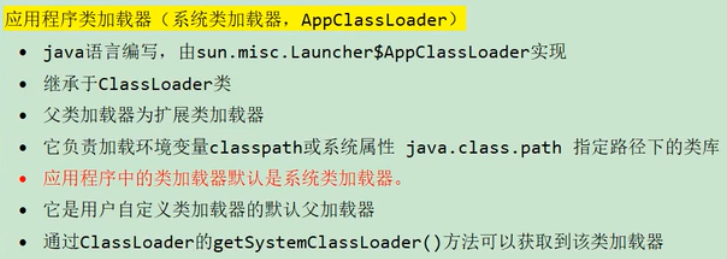 应用程序类加载器（系统类加载器，AppClassLoader）
• java语言编写，由sun.misc.Launcher$AppClassLoader实现
• 继承于ClassLoader类
• 父类加载器为扩展类加载器
• 它负责加载环境变量classpath或系统属性 java.class.path 指定路径下的类库
• 应用程序中的类加载器默认是系统类加载器。
• 它是用户自定义类加载器的默认父加载器
• 通过ClassLoader的getSystemClassLoader()方法可以获取到该类加载器